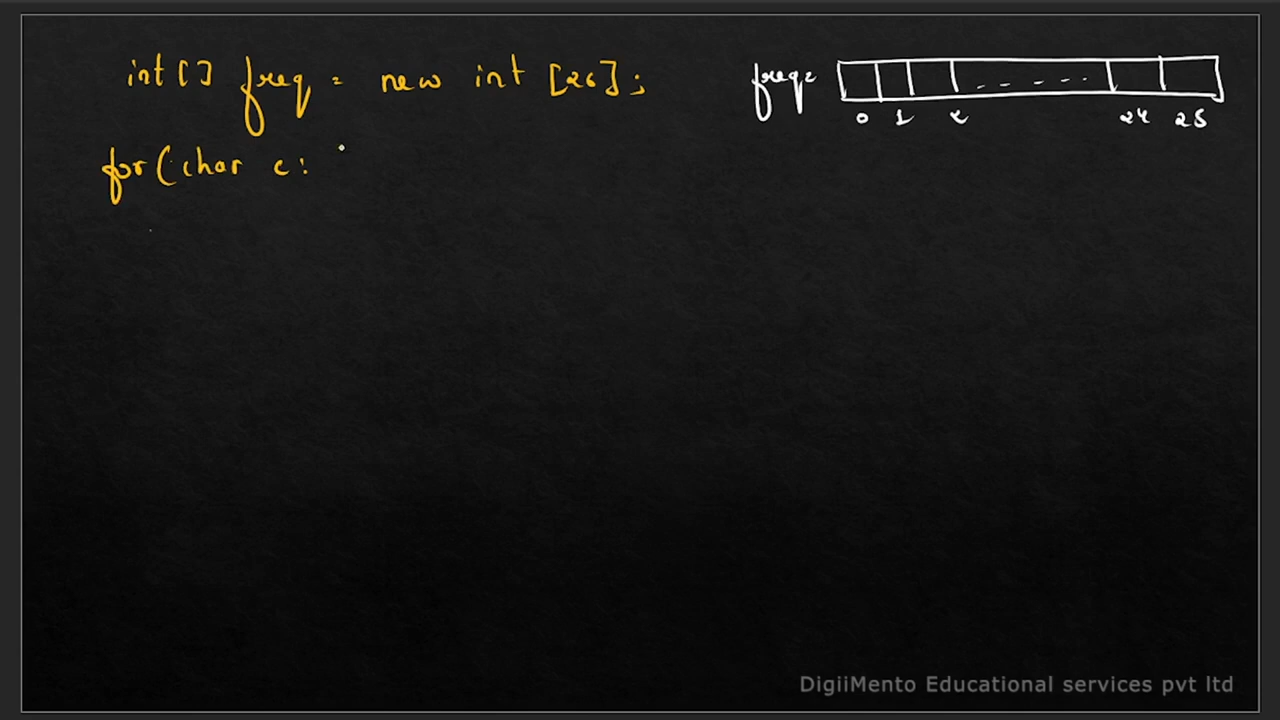 int[] freq = new int [26];
for(char c:
freq=
0 1 2 24 25
DigiiMento Educational services pvt ltd